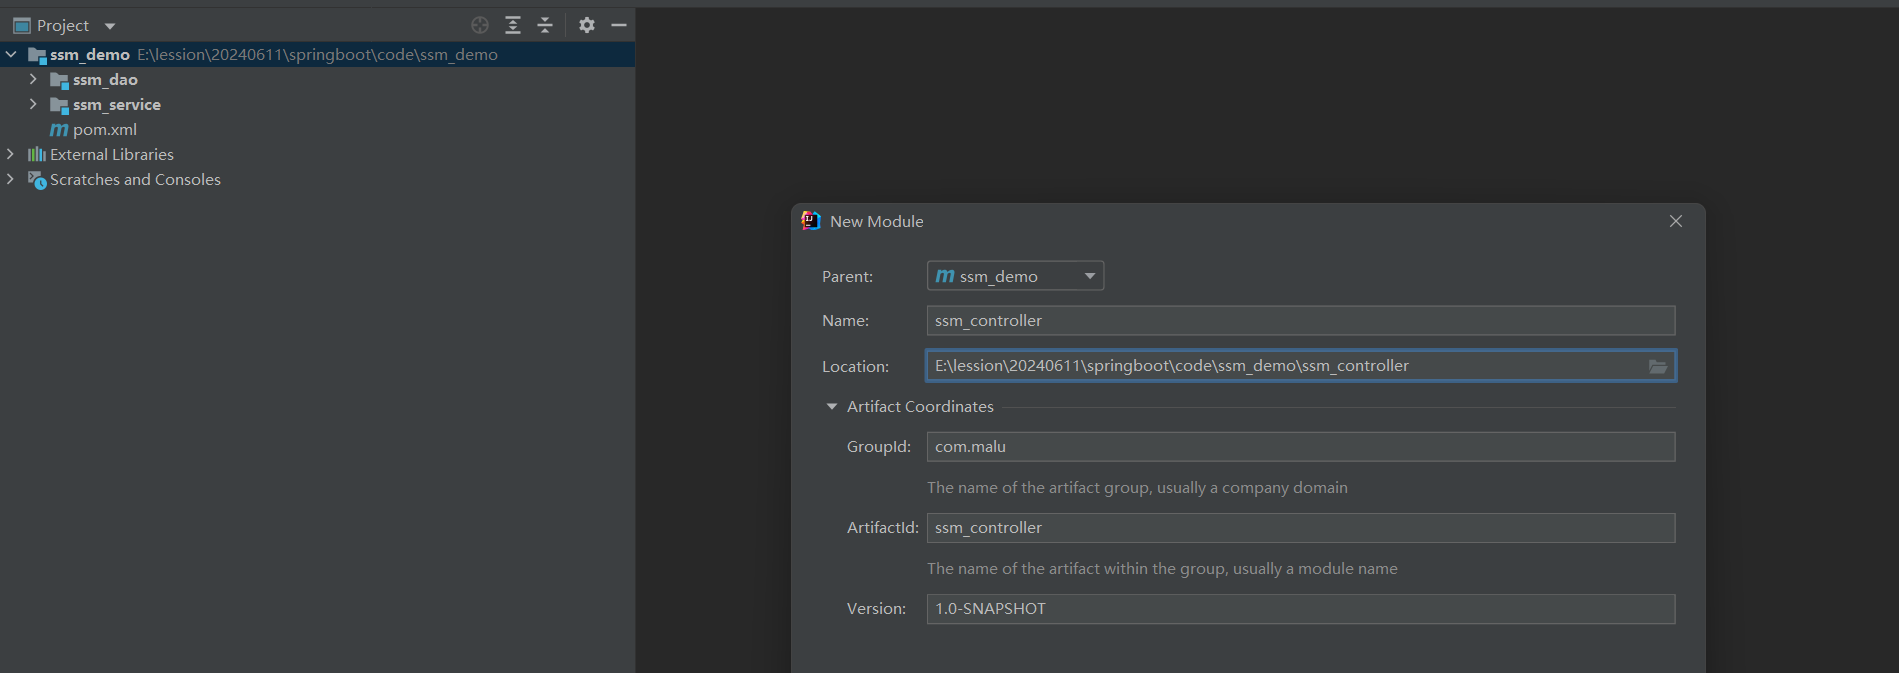 Project
ssm_demo E:\lession\20240611\springboot\code\ssm_demo
ssm_dao
ssm_service
m pom.xml
External Libraries
Scratches and Consoles
New Module
Parent: m ssm_demo
Name: ssm_controller
Location: E:\lession\20240611\springboot\code\ssm_demo\ssm_controller
Artifact Coordinates
GroupId: com.malu
The name of the artifact group, usually a company domain
ArtifactId: ssm_controller
The name of the artifact within the group, usually a module name
Version: 1.0-SNAPSHOT